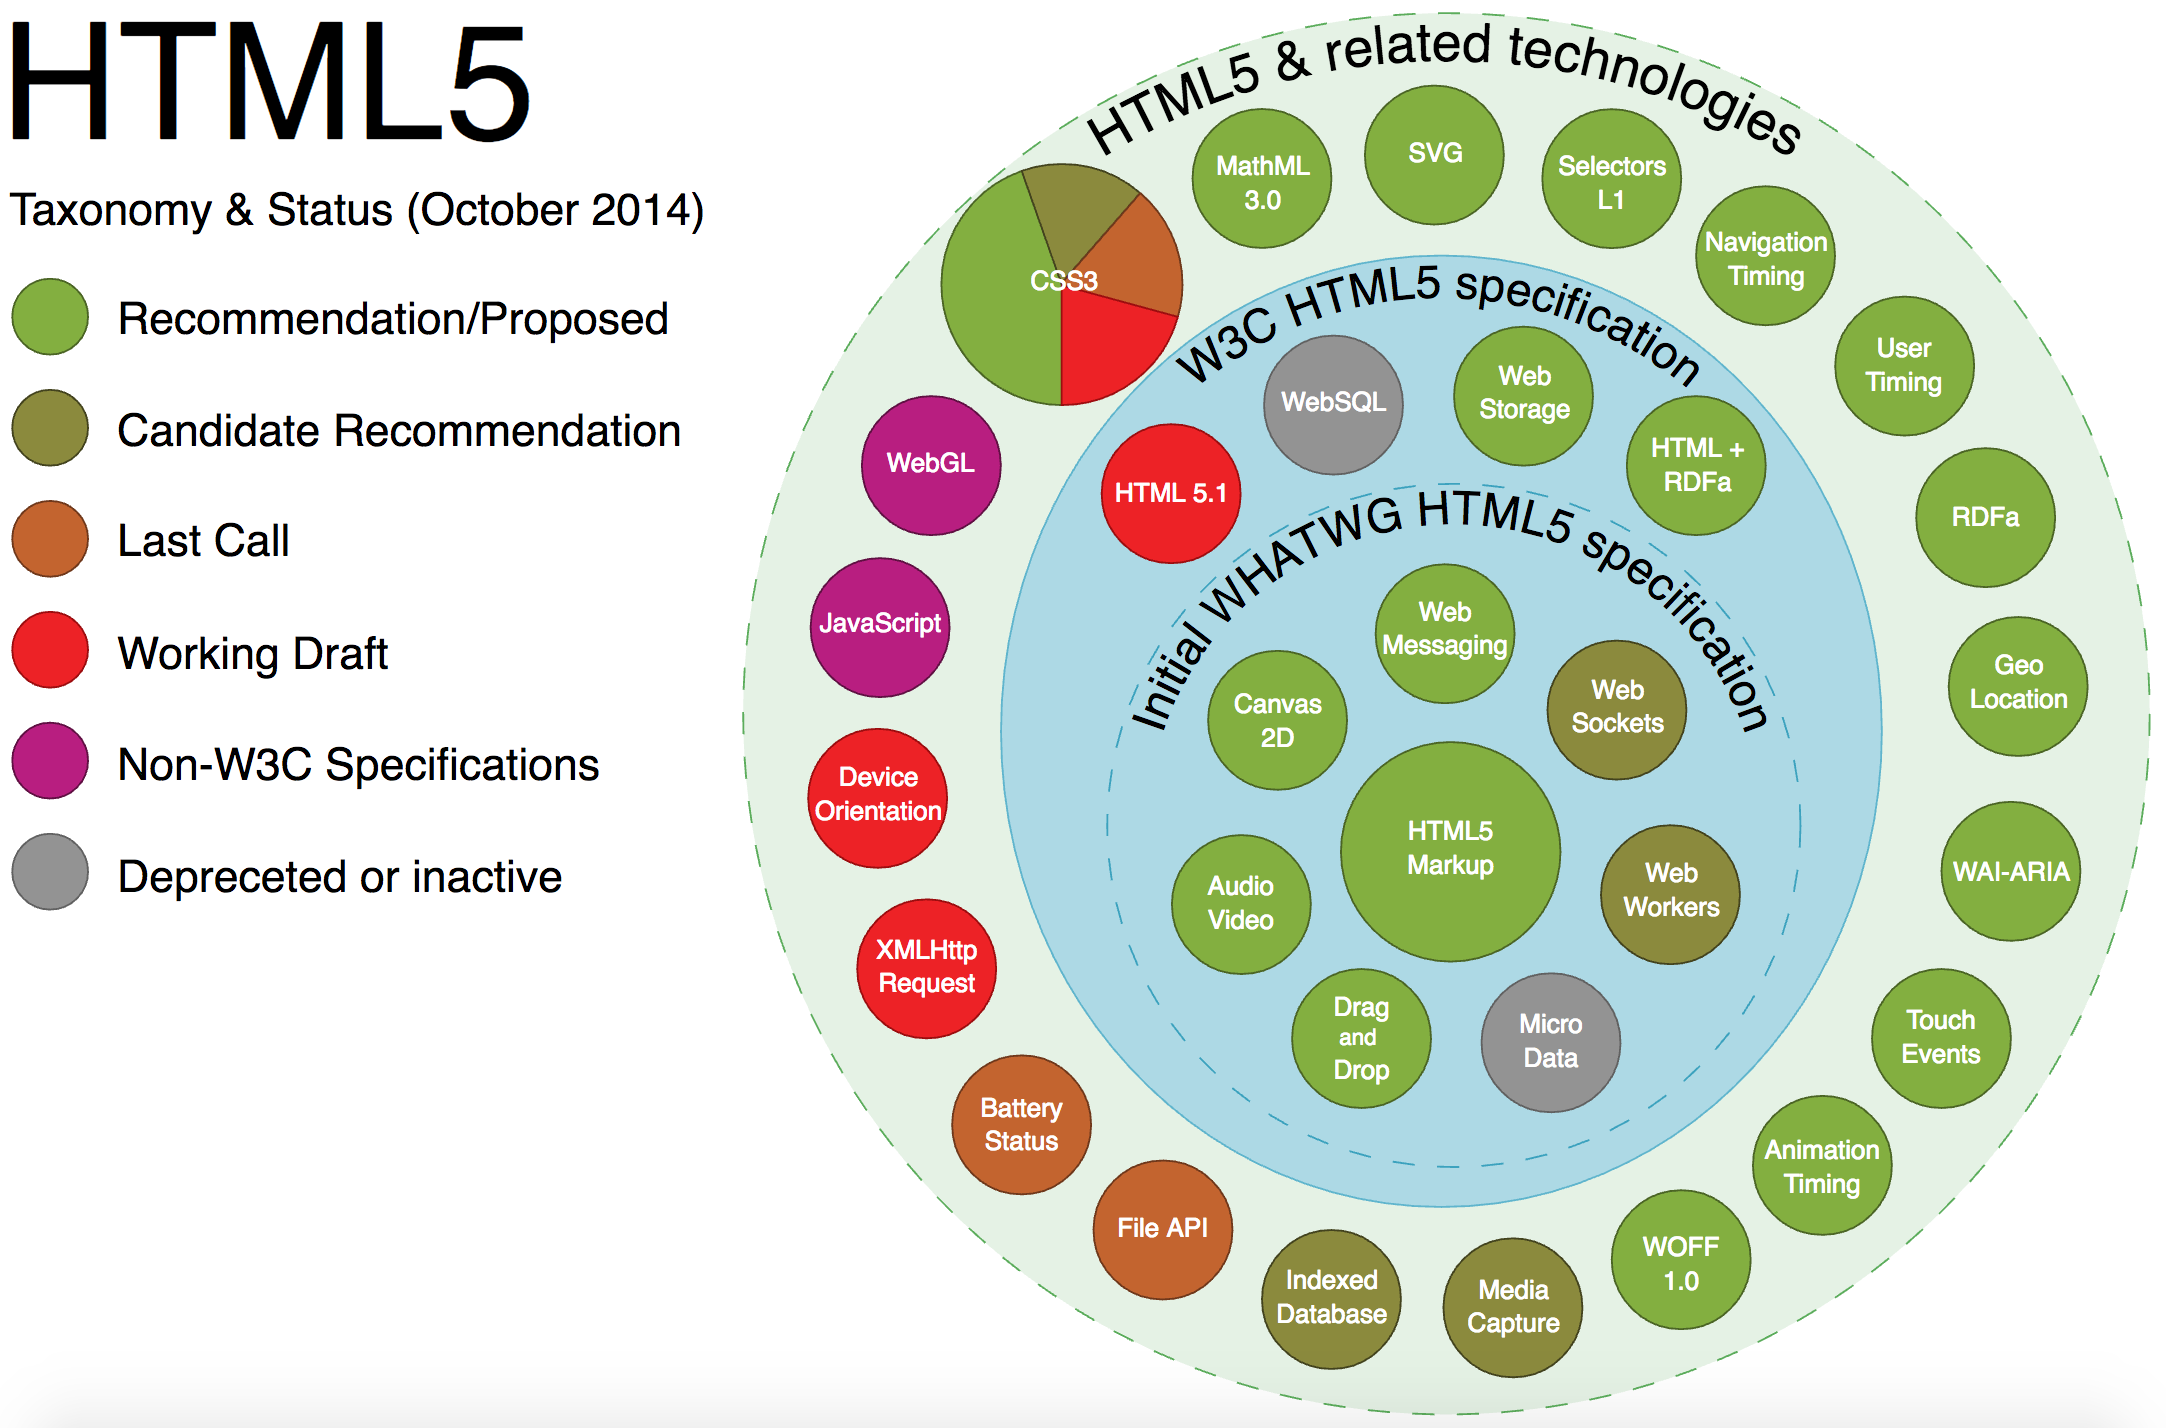 HTML5
Taxonomy & Status (October 2014)
Recommendation/Proposed
Candidate Recommendation
Last Call
Working Draft
Non-W3C Specifications
Depreceted or inactive
HTML5 & related technologies
MathML
3.0
SVG
Selectors
L1
Navigation
Timing
User
Timing
RDFa
Geo
Location
WAI-ARIA
Touch
Events
Animation
Timing
WOFF
1.0
Media
Capture
Indexed
Database
File API
Battery
Status
XMLHttp
Request
Device
Orientation
JavaScript
WebGL
CSS3
W3C HTML5 specification
HTML 5.1
WebSQL
Web
Storage
HTML +
RDFa
Initial WHATWG HTML5 specification
Web
Messaging
Canvas
2D
Web
Sockets
HTML5
Markup
Audio
Video
Web
Workers
Drag
and
Drop
Micro
Data